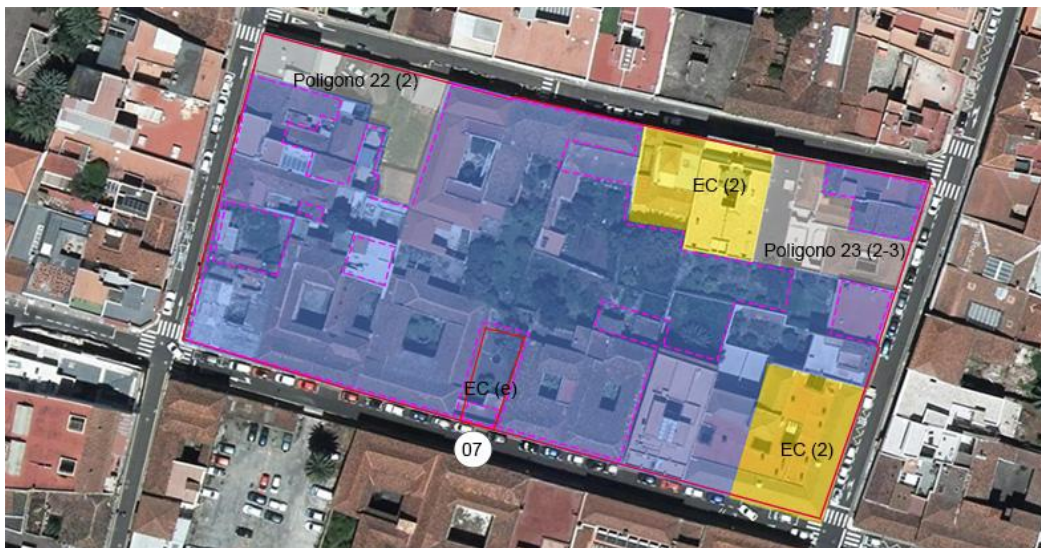 Poligono 22 (2)
EC (2)
Poligono 23 (2-3)
EC (e)
EC (2)
07